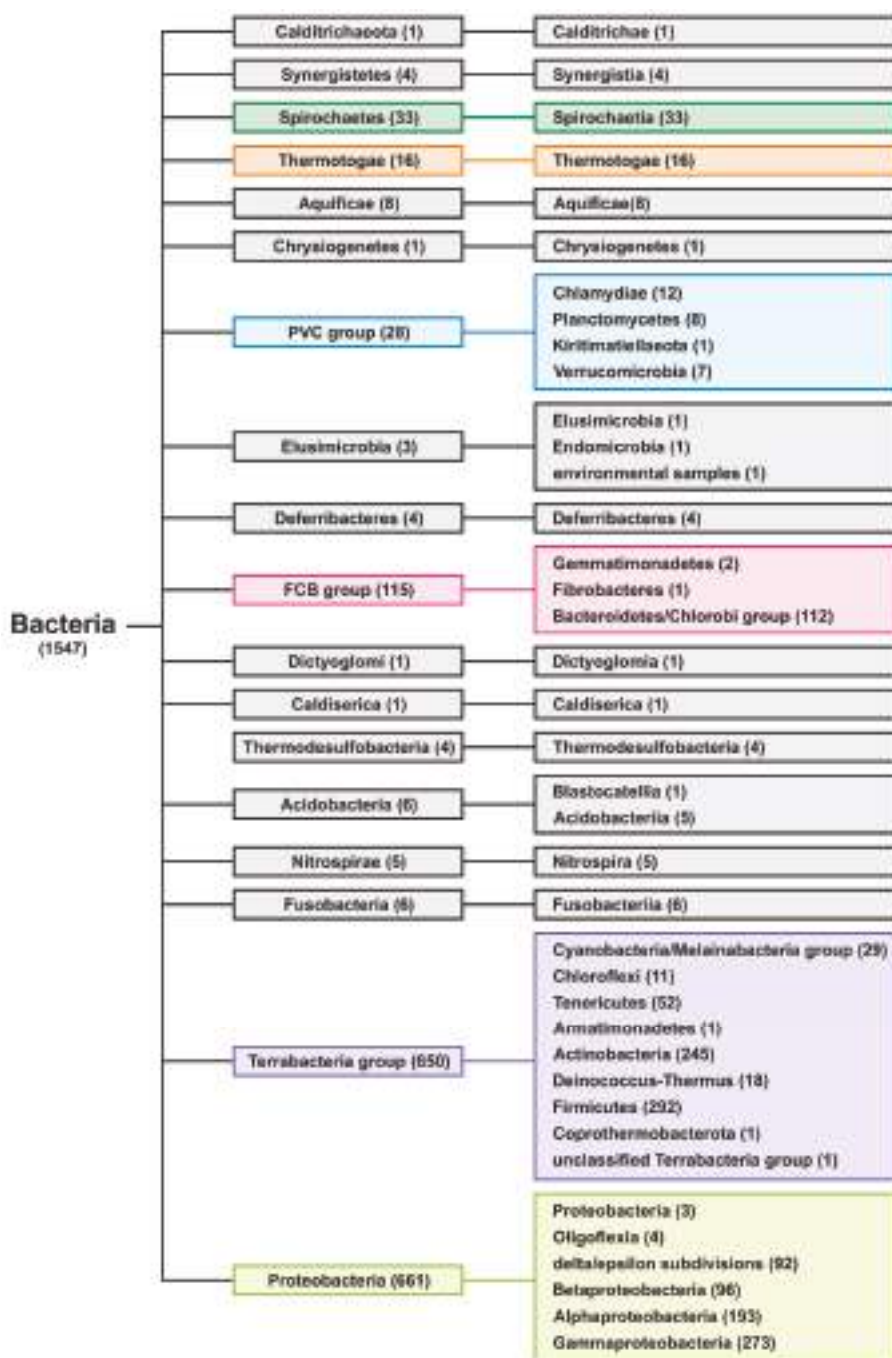 Bacteria
(1547)
Calditrichaeota (1)
Calditrichae (1)
Synergistetes (4)
Synergistia (4)
Spirochaetes (33)
Spirochaetia (33)
Thermotogae (16)
Thermotogae (16)
Aquificae (8)
Aquificae(8)
Chrysiogenetes (1)
Chrysiogenetes (1)
PVC group (28)
Chlamydiae (12)
Planctomycetes (8)
Kiritimatiellaeota (1)
Verrucomicrobia (7)
Elusimicrobia (3)
Elusimicrobia (1)
Endomicrobia (1)
environmental samples (1)
Deferribacteres (4)
Deferribacteres (4)
FCB group (115)
Gemmatimonadetes (2)
Fibrobacteres (1)
Bacteroidetes/Chlorobi group (112)
Dictyoglomi (1)
Dictyoglomia (1)
Caldiserica (1)
Caldiserica (1)
Thermodesulfobacteria (4)
Thermodesulfobacteria (4)
Acidobacteria (6)
Blastocatellia (1)
Acidobacteriia (5)
Nitrospirae (5)
Nitrospira (5)
Fusobacteria (6)
Fusobacteriia (6)
Terrabacteria group (650)
Cyanobacteria/Melainabacteria group (29)
Chloroflexi (11)
Tenericutes (52)
Armatimonadetes (1)
Actinobacteria (245)
Deinococcus-Thermus (18)
Firmicutes (292)
Coprothermobacterota (1)
unclassified Terrabacteria group (1)
Proteobacteria (661)
Proteobacteria (3)
Oligoflexia (4)
deltalepsilon subdivisions (92)
Betaproteobacteria (96)
Alphaproteobacteria (193)
Gammaproteobacteria (273)